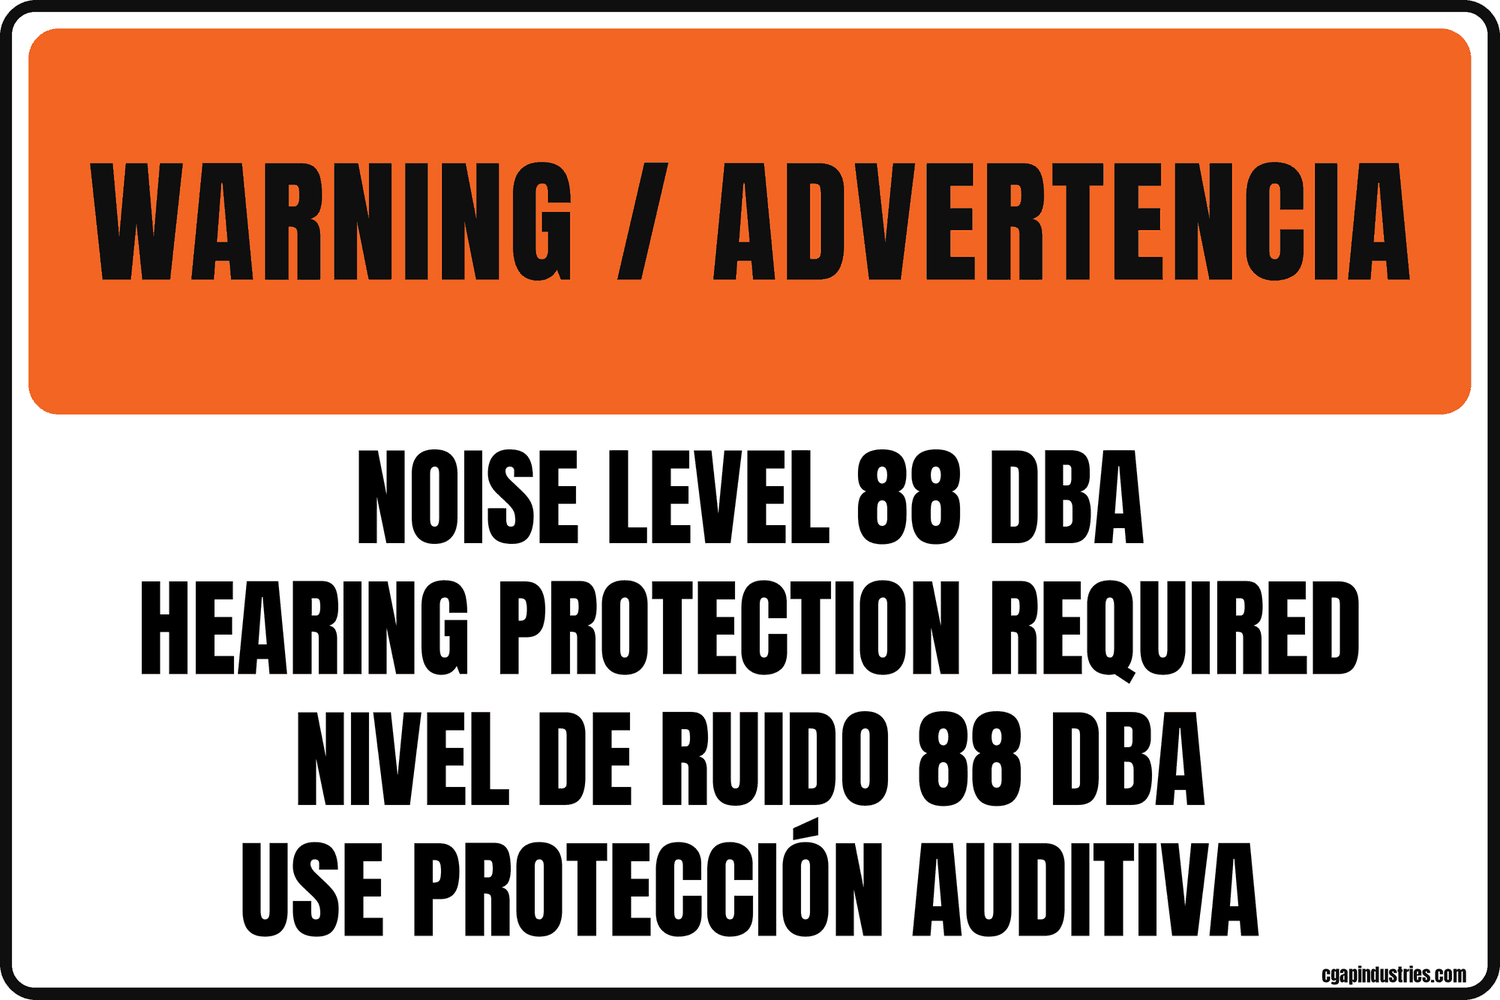 WARNING / ADVERTENCIA
NOISE LEVEL 88 DBA
HEARING PROTECTION REQUIRED
NIVEL DE RUIDO 88 DBA
USE PROTECCIÓN AUDITIVA
cgapindustries.com